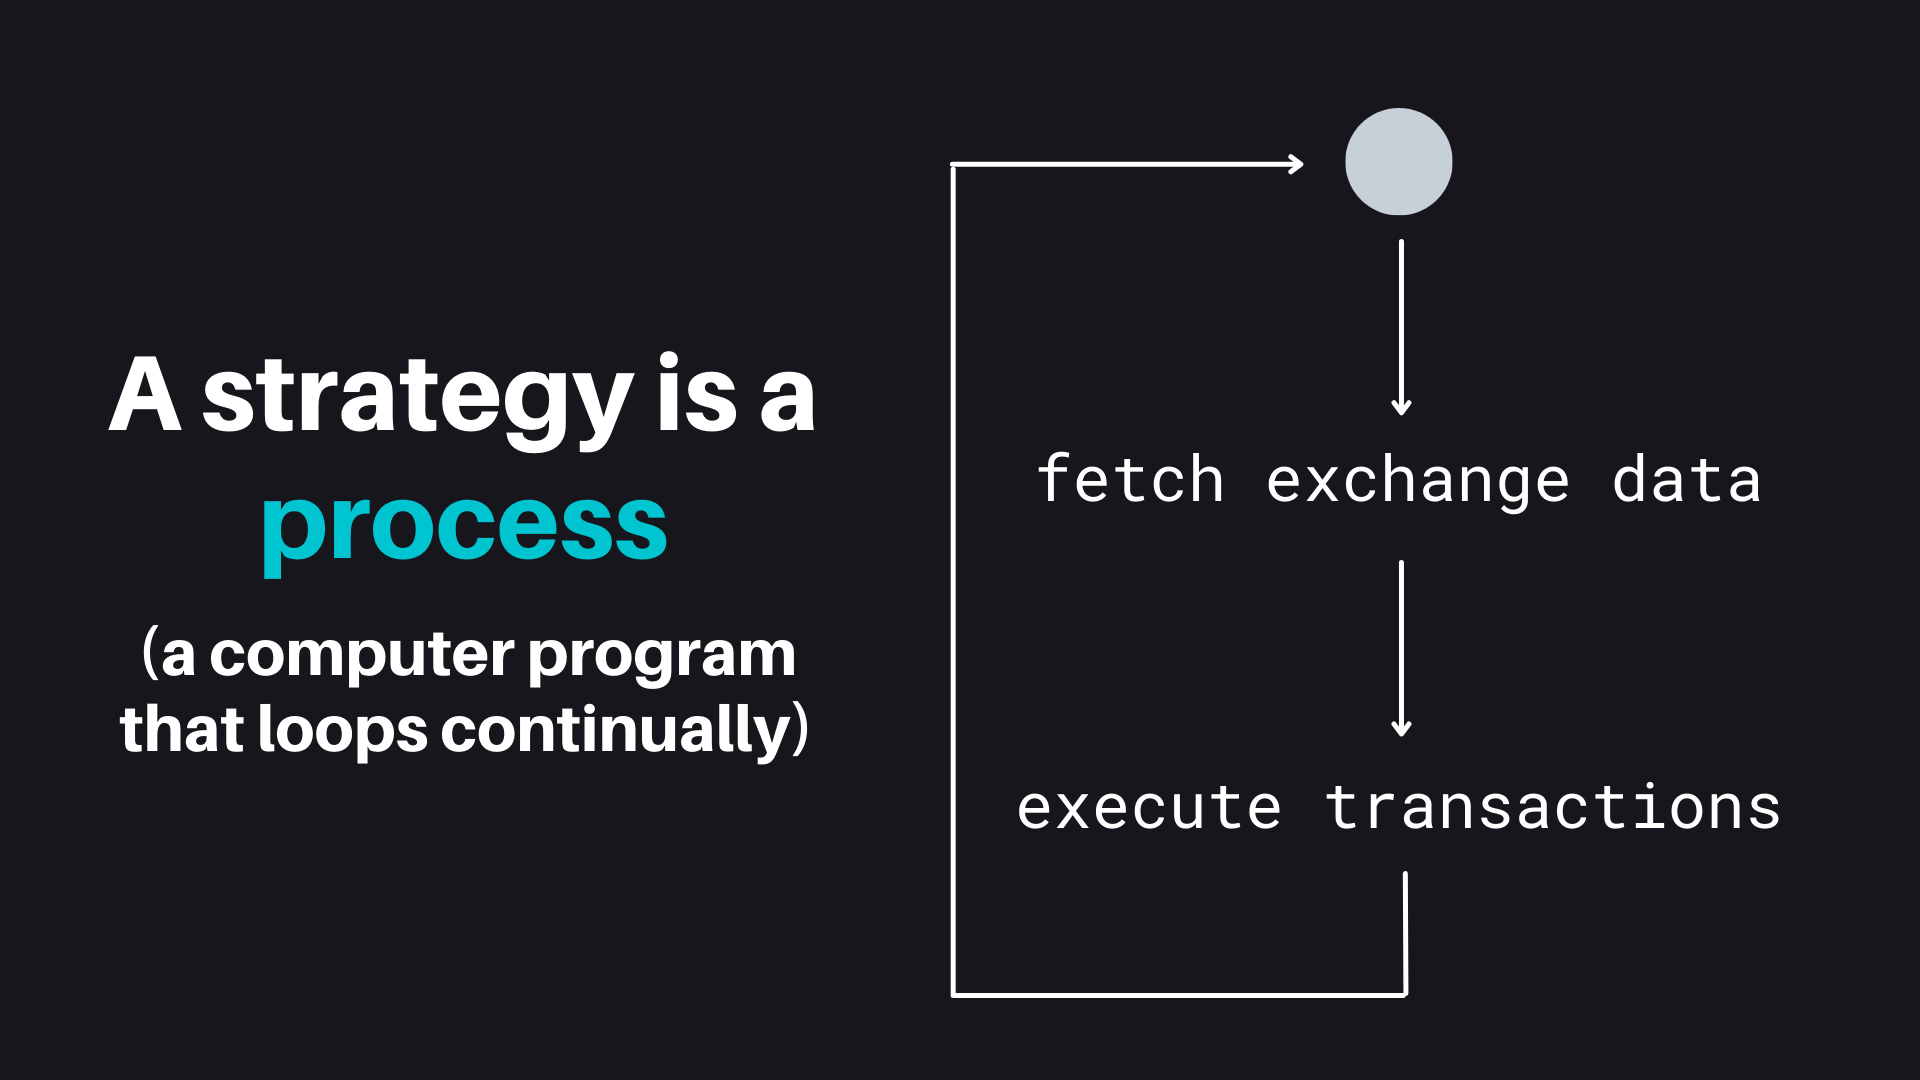 A strategy is a
process
(a computer program
that loops continually)
fetch exchange data
execute transactions